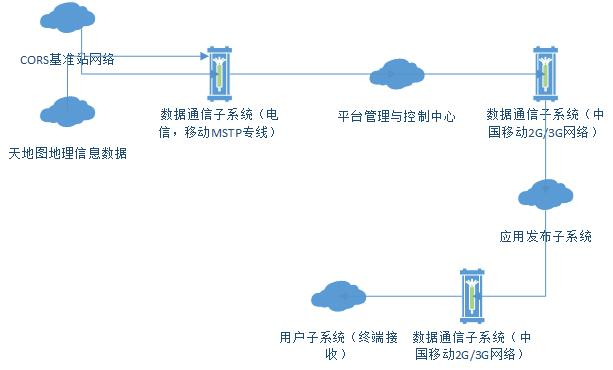 CORS基准站网络
天地图地理信息数据
数据通信子系统（电
信，移动MSTP专线）
平台管理与控制中心
数据通信子系统（中
国移动2G/3G网络）
应用发布子系统
数据通信子系统（中
国移动2G/3G网络）
用户子系统（终端接
收）